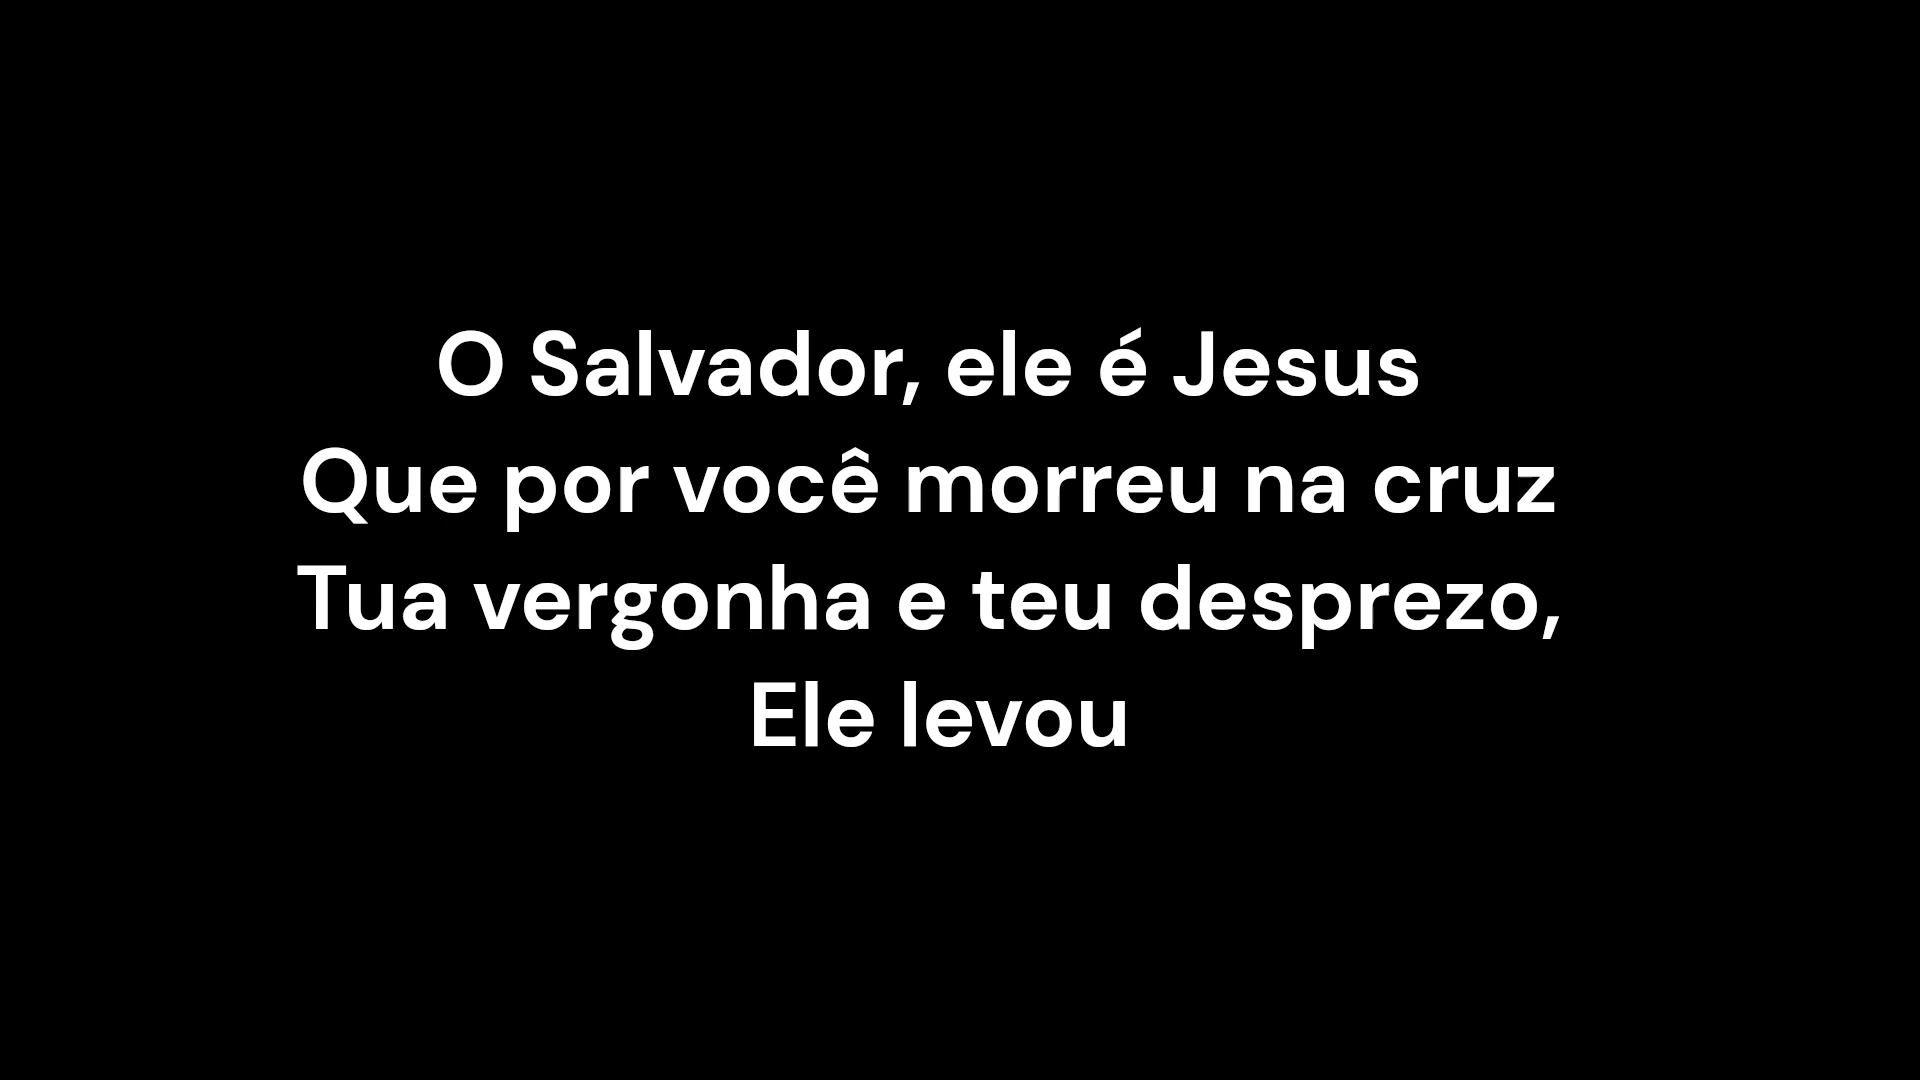 O Salvador, ele é Jesus
Que por você morreu na cruz
Tua vergonha e teu desprezo,
Ele levou